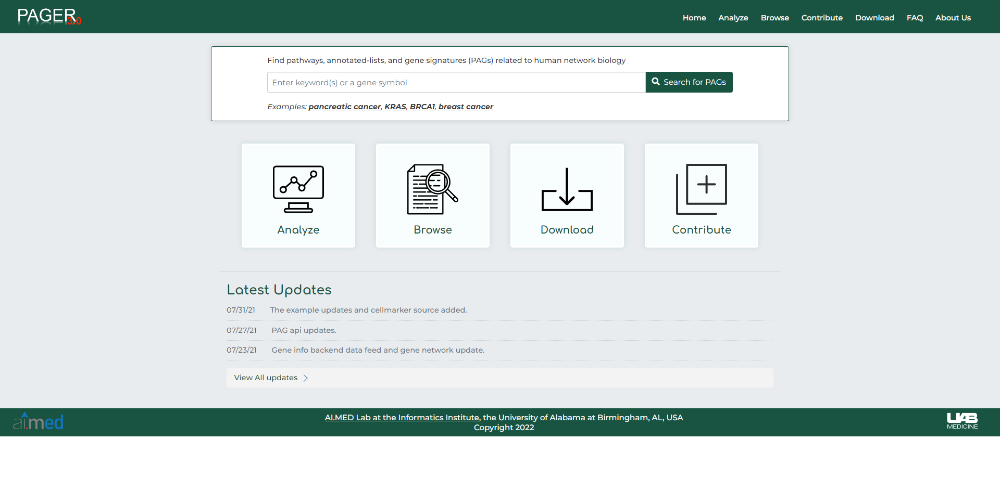 PAGER 3.0
Home Analyze Browse Contribute Download FAQ About Us
Find pathways, annotated-lists, and gene signatures (PAGs) related to human network biology
Enter keyword(s) or a gene symbol
Search for PAGs
Examples: pancreatic cancer, KRAS, BRCA1, breast cancer
Analyze
Browse
Download
Contribute
Latest Updates
07/31/21 The example updates and cellmarker source added.
07/27/21 PAG api updates.
07/23/21 Gene info backend data feed and gene network update.
View All updates
ai.med
AI.MED Lab at the Informatics Institute, the University of Alabama at Birmingham, AL, USA
Copyright 2022
UAB
MEDICINE